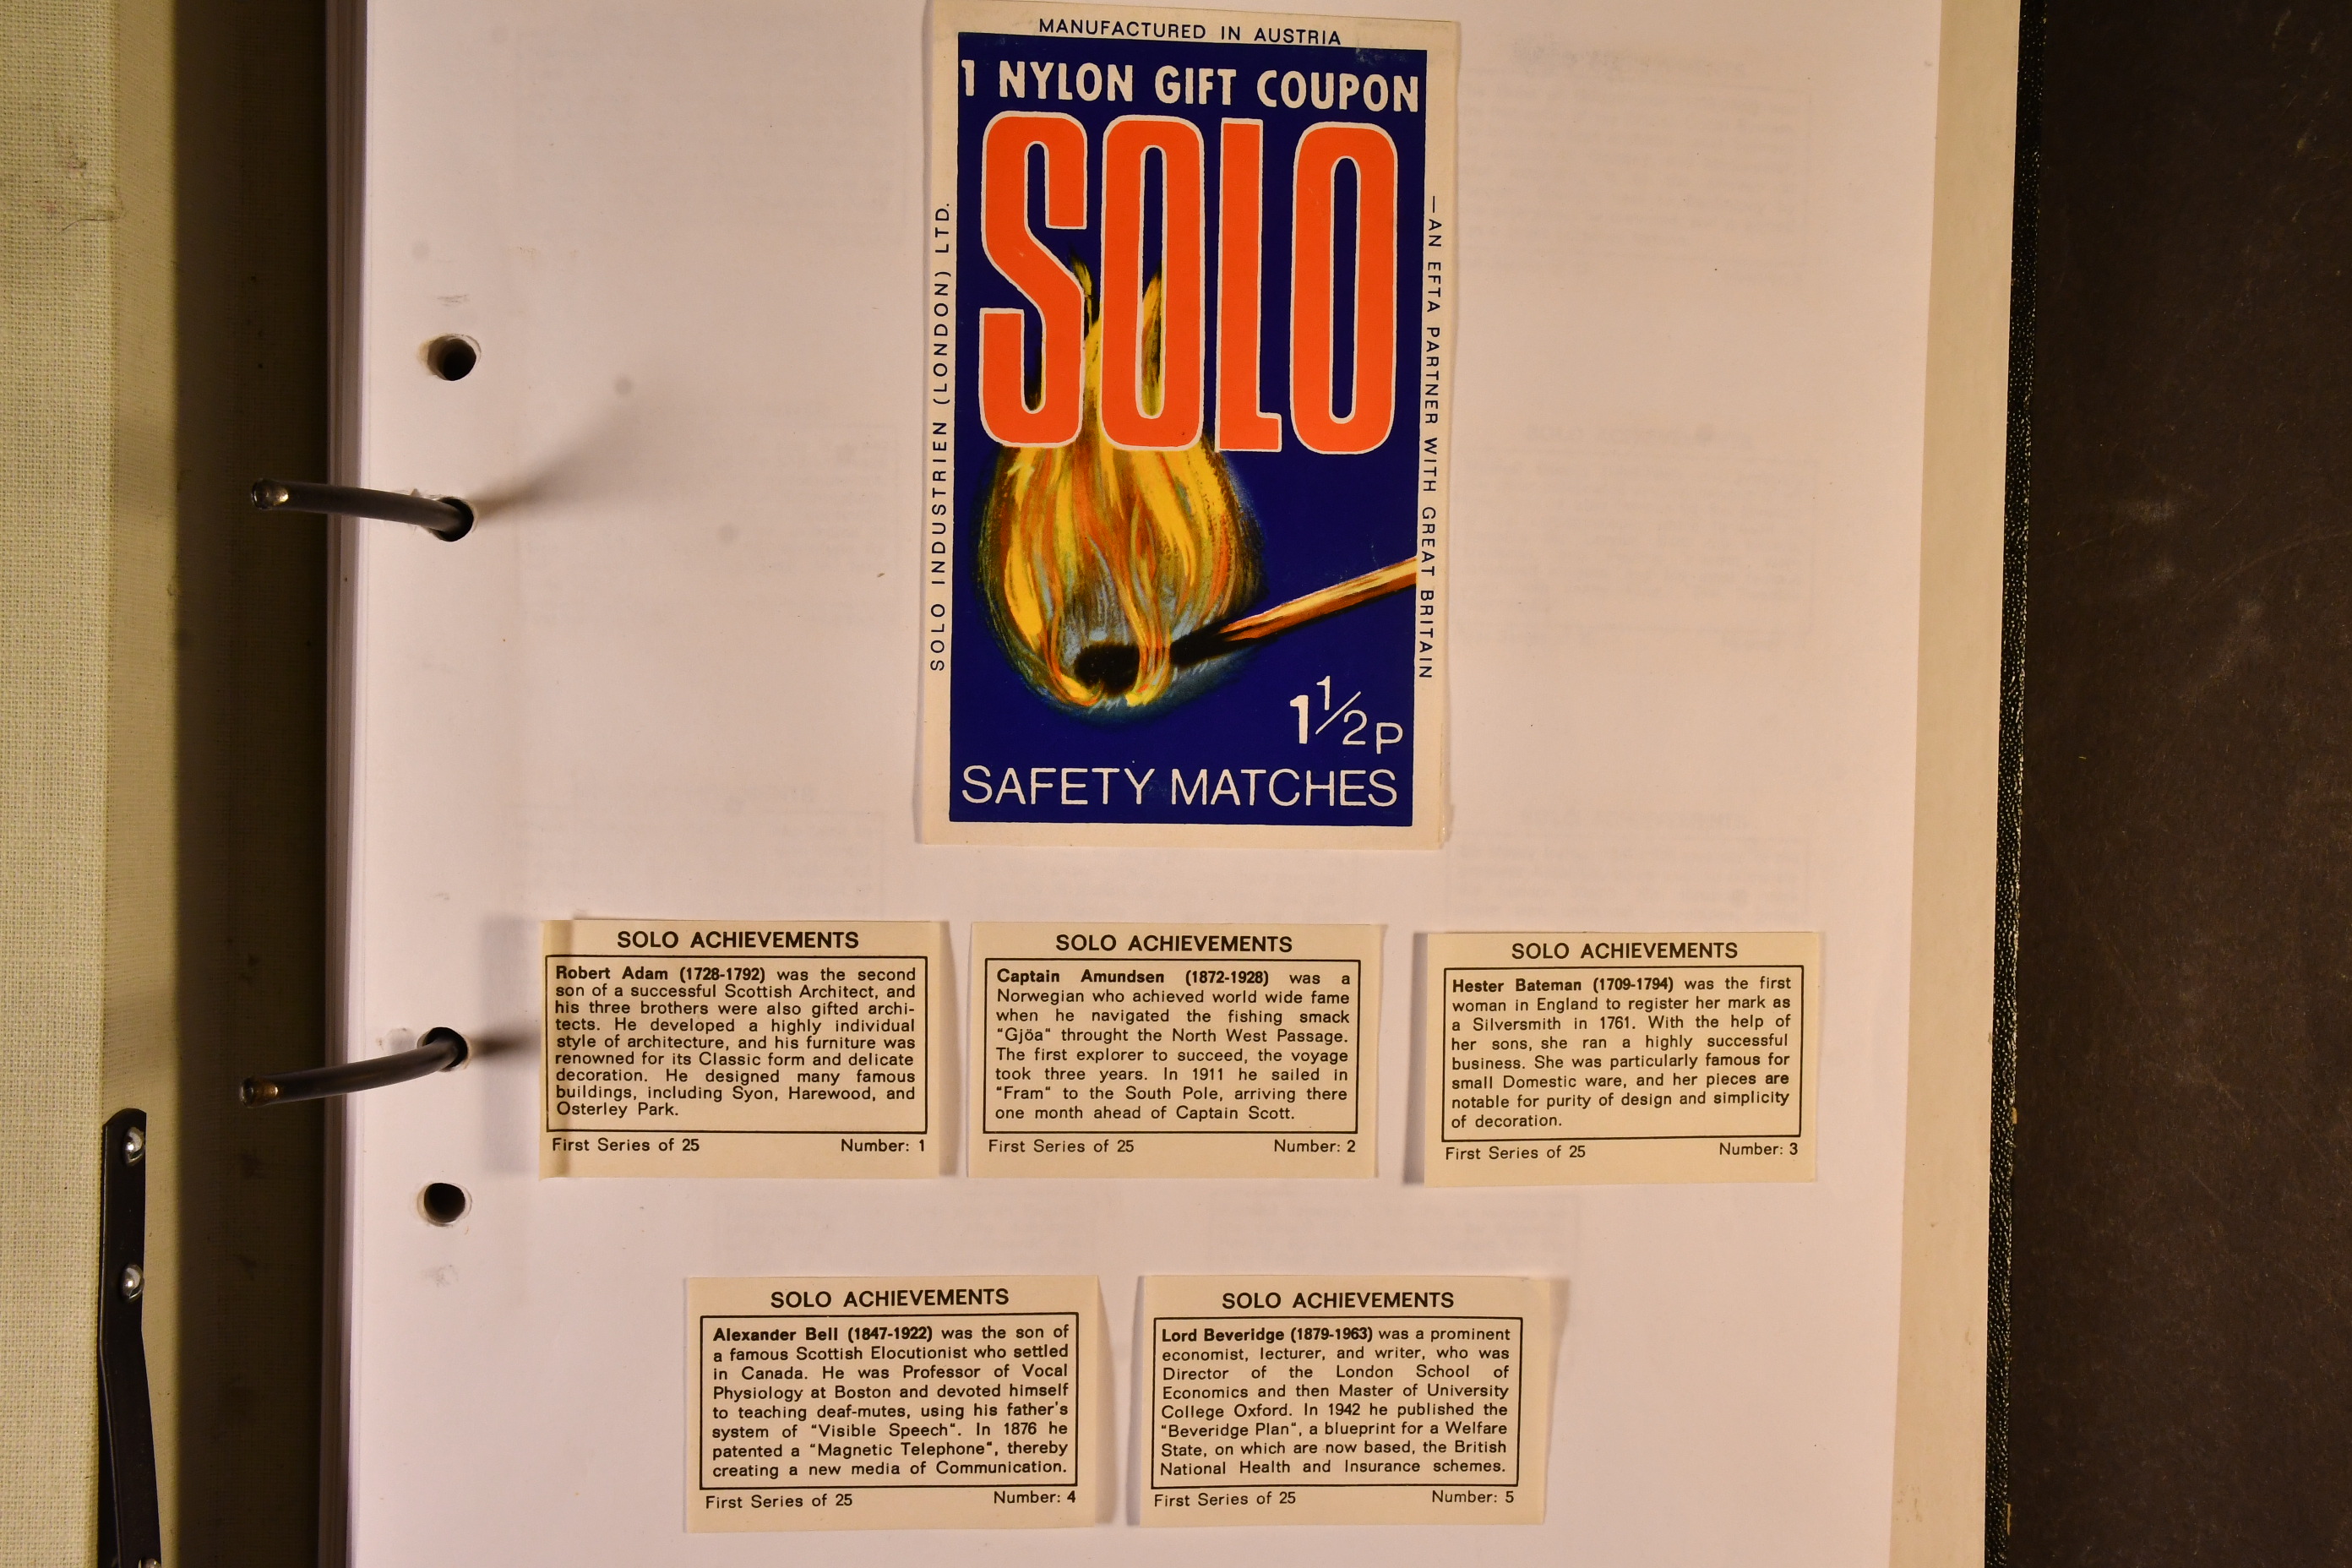 MANUFACTURED IN AUSTRIA
1 NYLON GIFT COUPON
SOLO
SOLO INDUSTRIEN (LONDON) LTD.
—AN EFTA PARTNER WITH GREAT BRITAIN
1 1/2 P
SAFETY MATCHES
SOLO ACHIEVEMENTS
Robert Adam (1728-1792) was the second
son of a successful Scottish Architect, and
his three brothers were also gifted archi-
tects. He developed a highly individual
style of architecture, and his furniture was
renowned for its Classic form and delicate
decoration. He designed many famous
buildings, including Syon, Harewood, and
Osterley Park.
First Series of 25 Number: 1
SOLO ACHIEVEMENTS
Captain Amundsen (1872-1928) was a
Norwegian who achieved world wide fame
when he navigated the fishing smack
"Gjöa" throught the North West Passage.
The first explorer to succeed, the voyage
took three years. In 1911 he sailed in
"Fram" to the South Pole, arriving there
one month ahead of Captain Scott.
First Series of 25 Number: 2
SOLO ACHIEVEMENTS
Hester Bateman (1709-1794) was the first
woman in England to register her mark as
a Silversmith in 1761. With the help of
her sons, she ran a highly successful
business. She was particularly famous for
small Domestic ware, and her pieces are
notable for purity of design and simplicity
of decoration.
First Series of 25 Number: 3
SOLO ACHIEVEMENTS
Alexander Bell (1847-1922) was the son of
a famous Scottish Elocutionist who settled
in Canada. He was Professor of Vocal
Physiology at Boston and devoted himself
to teaching deaf-mutes, using his father's
system of "Visible Speech". In 1876 he
patented a "Magnetic Telephone", thereby
creating a new media of Communication.
First Series of 25 Number: 4
SOLO ACHIEVEMENTS
Lord Beveridge (1879-1963) was a prominent
economist, lecturer, and writer, who was
Director of the London School of
Economics and then Master of University
College Oxford. In 1942 he published the
"Beveridge Plan", a blueprint for a Welfare
State, on which are now based, the British
National Health and Insurance schemes.
First Series of 25 Number: 5